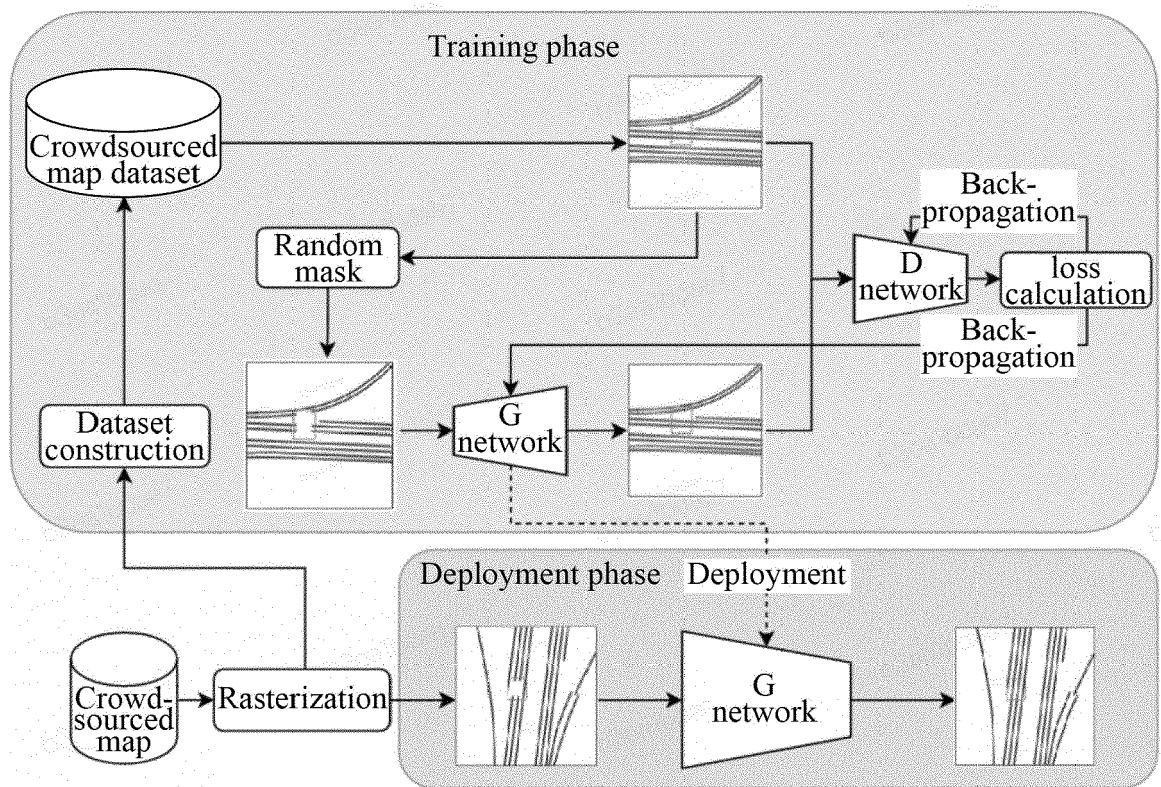 Training phase
Crowdsourced
map dataset
Back-
propagation
Random
mask
D
network
loss
calculation
Back-
propagation
Dataset
construction
G
network
Deployment phase
Deployment
Crowd-
sourced
map
Rasterization
G
network